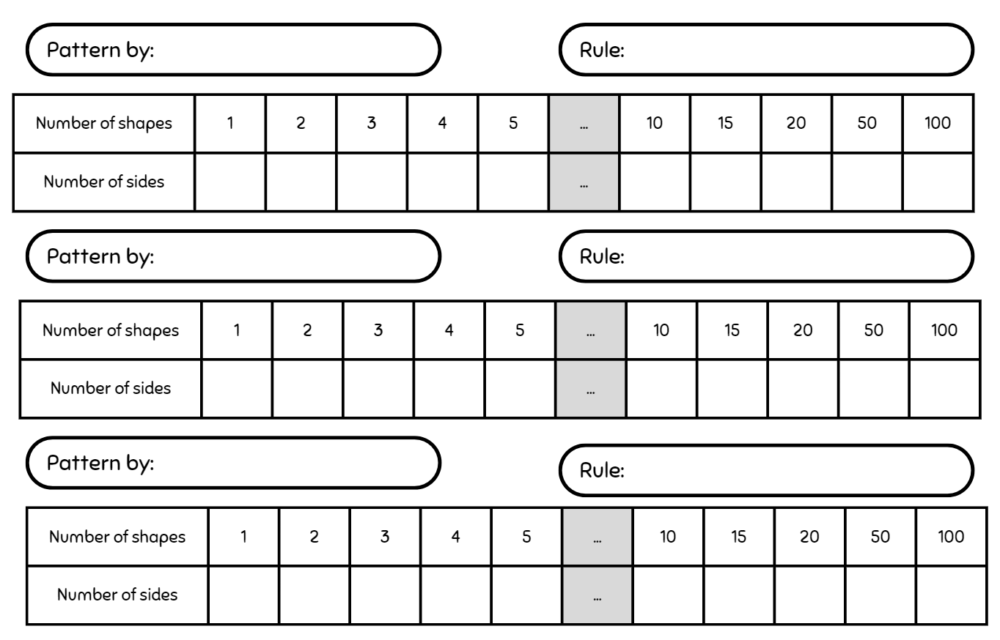 Pattern by:
Rule:
Number of shapes 1 2 3 4 5 ... 10 15 20 50 100
Number of sides ...
Pattern by:
Rule:
Number of shapes 1 2 3 4 5 ... 10 15 20 50 100
Number of sides ...
Pattern by:
Rule:
Number of shapes 1 2 3 4 5 ... 10 15 20 50 100
Number of sides ...